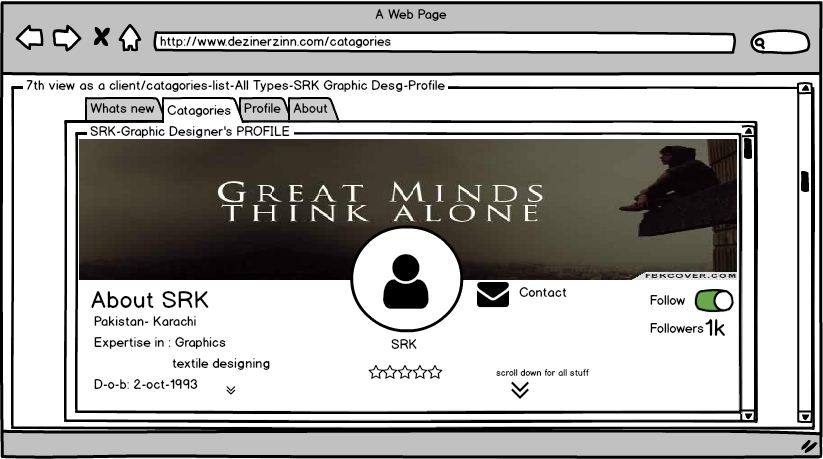 A Web Page
http://www.dezinerzinn.com/catagories
7th view as a client/catagories-list-All Types-SRK Graphic Desg-Profile
Whats new Catagories Profile About
SRK-Graphic Designer's PROFILE
GREAT MINDS
THINK ALONE
FBKCOVER.COM
About SRK
Contact
Follow
Pakistan- Karachi
Followers 1k
Expertise in : Graphics
SRK
textile designing
scroll down for all stuff
D-o-b: 2-oct-1993